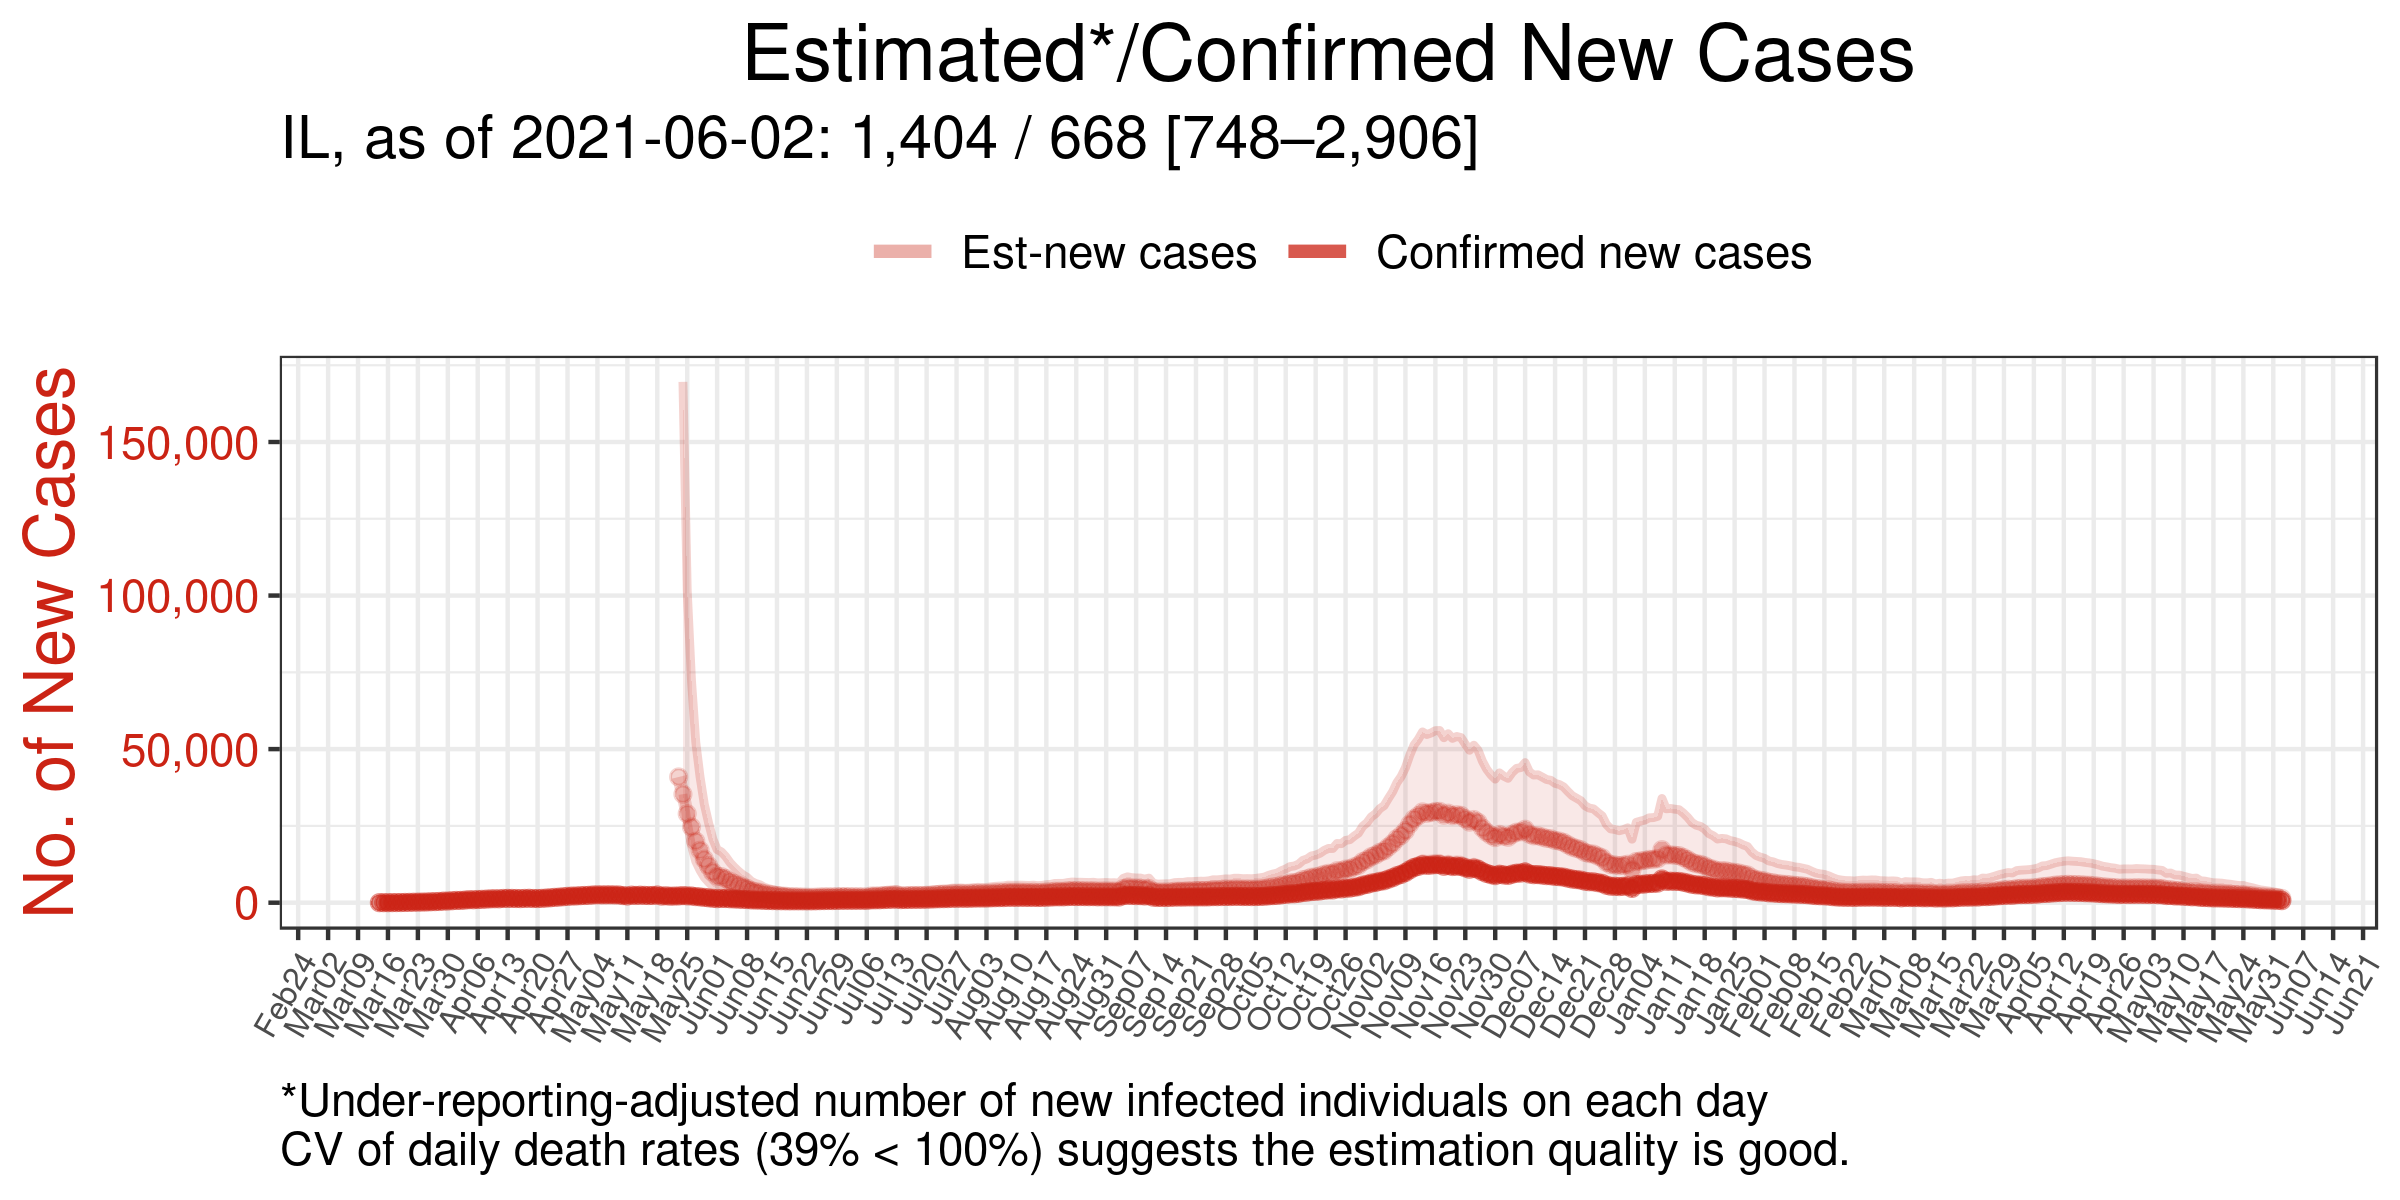 Estimated*/Confirmed New Cases
IL, as of 2021-06-02: 1,404 / 668 [748–2,906]
Est-new cases
Confirmed new cases
No. of New Cases
150,000
100,000
50,000
0
Feb24
Mar02
Mar09
Mar16
Mar23
Mar30
Apr06
Apr13
Apr20
Apr27
May04
May11
May18
May25
Jun01
Jun08
Jun15
Jun22
Jun29
Jul06
Jul13
Jul20
Jul27
Aug03
Aug10
Aug17
Aug24
Aug31
Sep07
Sep14
Sep21
Sep28
Oct05
Oct12
Oct19
Oct26
Nov02
Nov09
Nov16
Nov23
Nov30
Dec07
Dec14
Dec21
Dec28
Jan04
Jan11
Jan18
Jan25
Feb01
Feb08
Feb15
Feb22
Mar01
Mar08
Mar15
Mar22
Mar29
Apr05
Apr12
Apr19
Apr26
May03
May10
May17
May24
May31
Jun07
Jun14
Jun21
*Under-reporting-adjusted number of new infected individuals on each day
CV of daily death rates (39% < 100%) suggests the estimation quality is good.